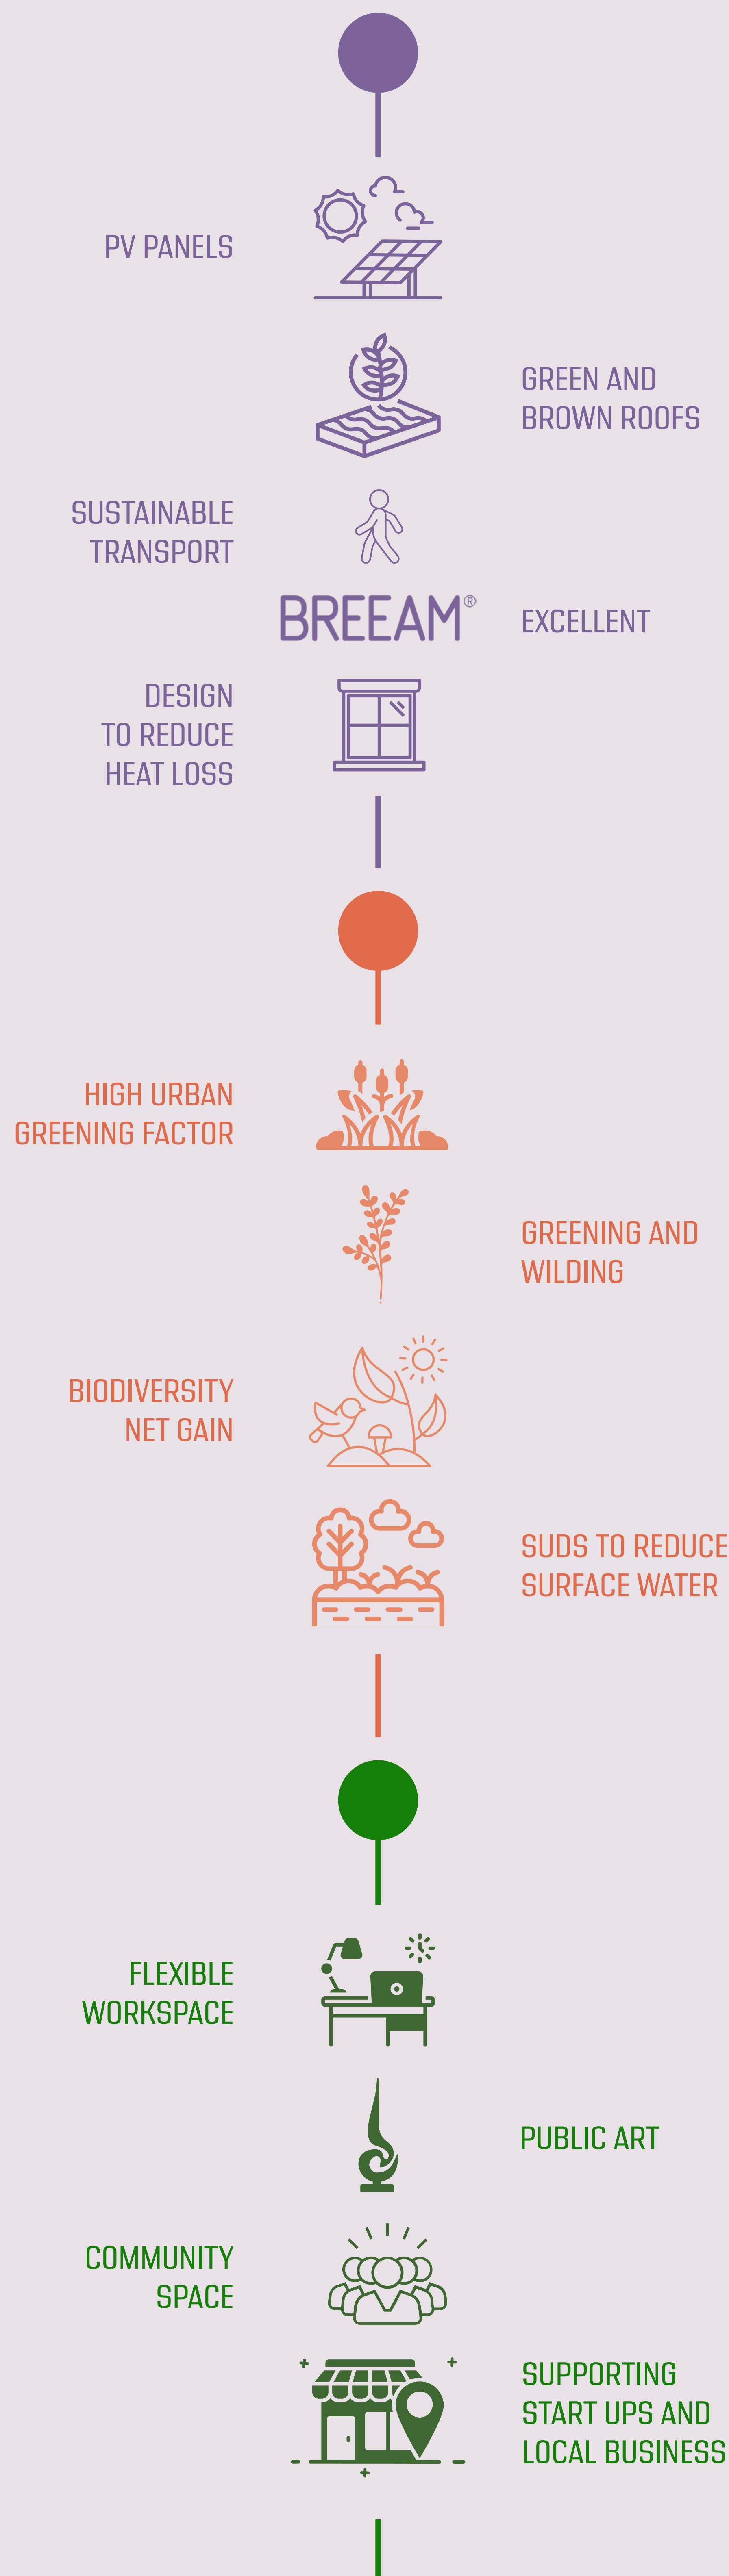 PV PANELS
GREEN AND
BROWN ROOFS
SUSTAINABLE
TRANSPORT
BREEAM®
EXCELLENT
DESIGN
TO REDUCE
HEAT LOSS
HIGH URBAN
GREENING FACTOR
GREENING AND
WILDING
BIODIVERSITY
NET GAIN
SUDS TO REDUCE
SURFACE WATER
FLEXIBLE
WORKSPACE
PUBLIC ART
COMMUNITY
SPACE
SUPPORTING
START UPS AND
LOCAL BUSINESS